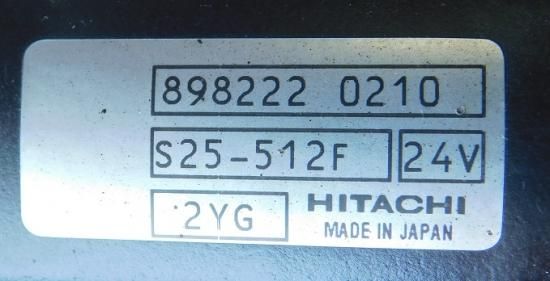 898222 0210
S25-512F 24V
2YG HITACHI
MADE IN JAPAN